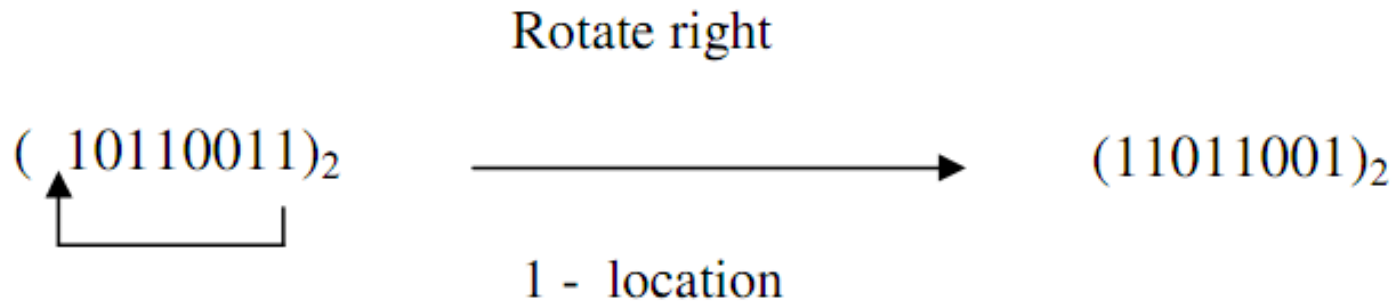 Rotate right
( 10110011)₂ (11011001)₂
1 - location